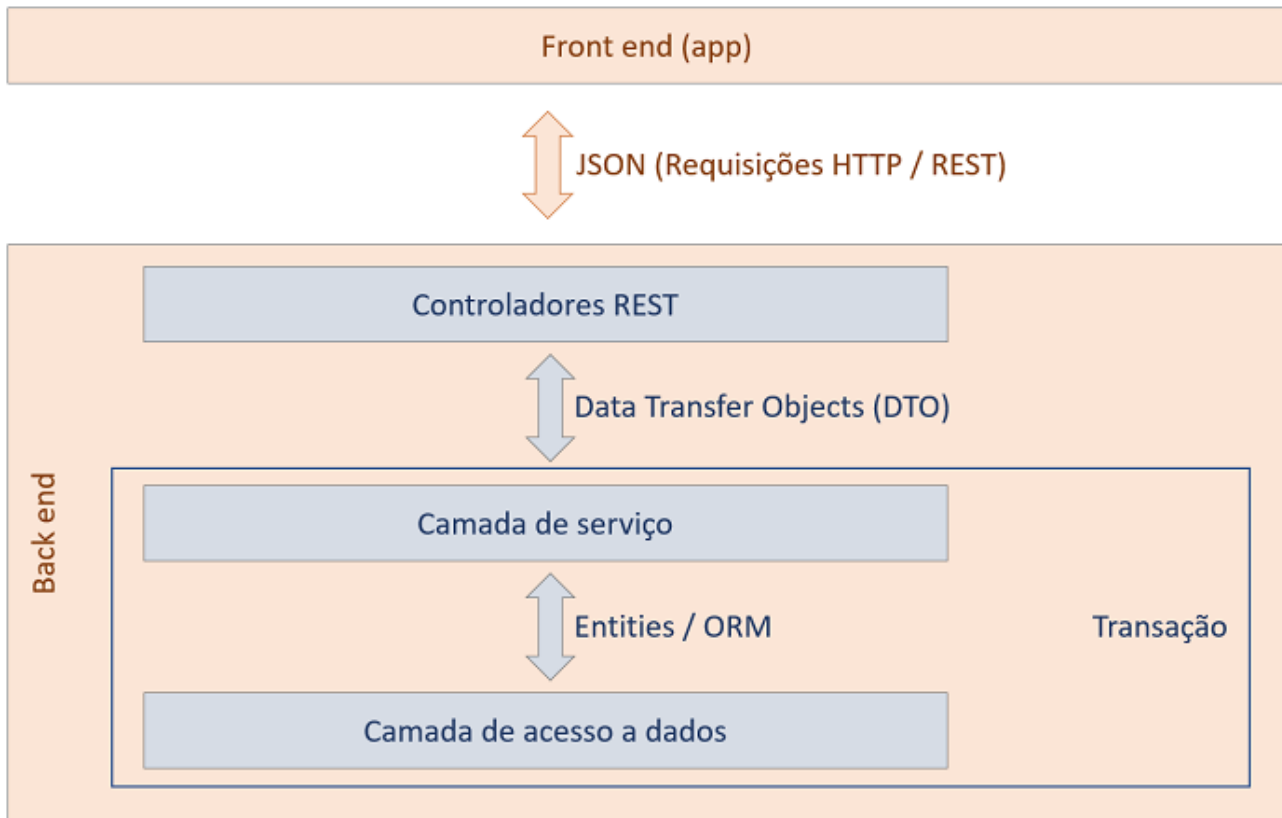 Front end (app)
JSON (Requisições HTTP / REST)
Controladores REST
Data Transfer Objects (DTO)
Back end
Camada de serviço
Entities / ORM
Transação
Camada de acesso a dados